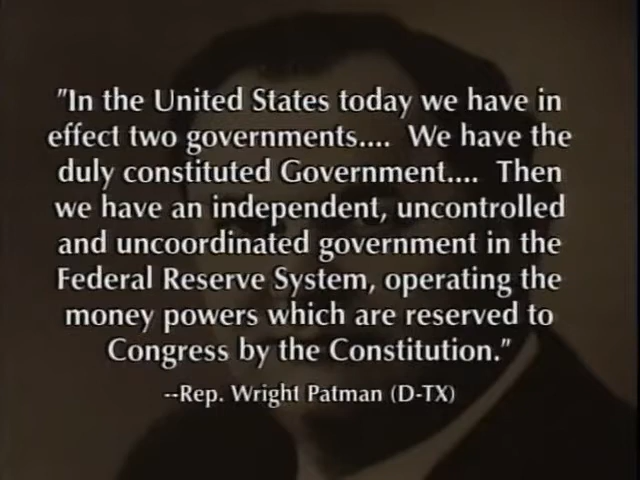 "In the United States today we have in
effect two governments.... We have the
duly constituted Government.... Then
we have an independent, uncontrolled
and uncoordinated government in the
Federal Reserve System, operating the
money powers which are reserved to
Congress by the Constitution."
--Rep. Wright Patman (D-TX)